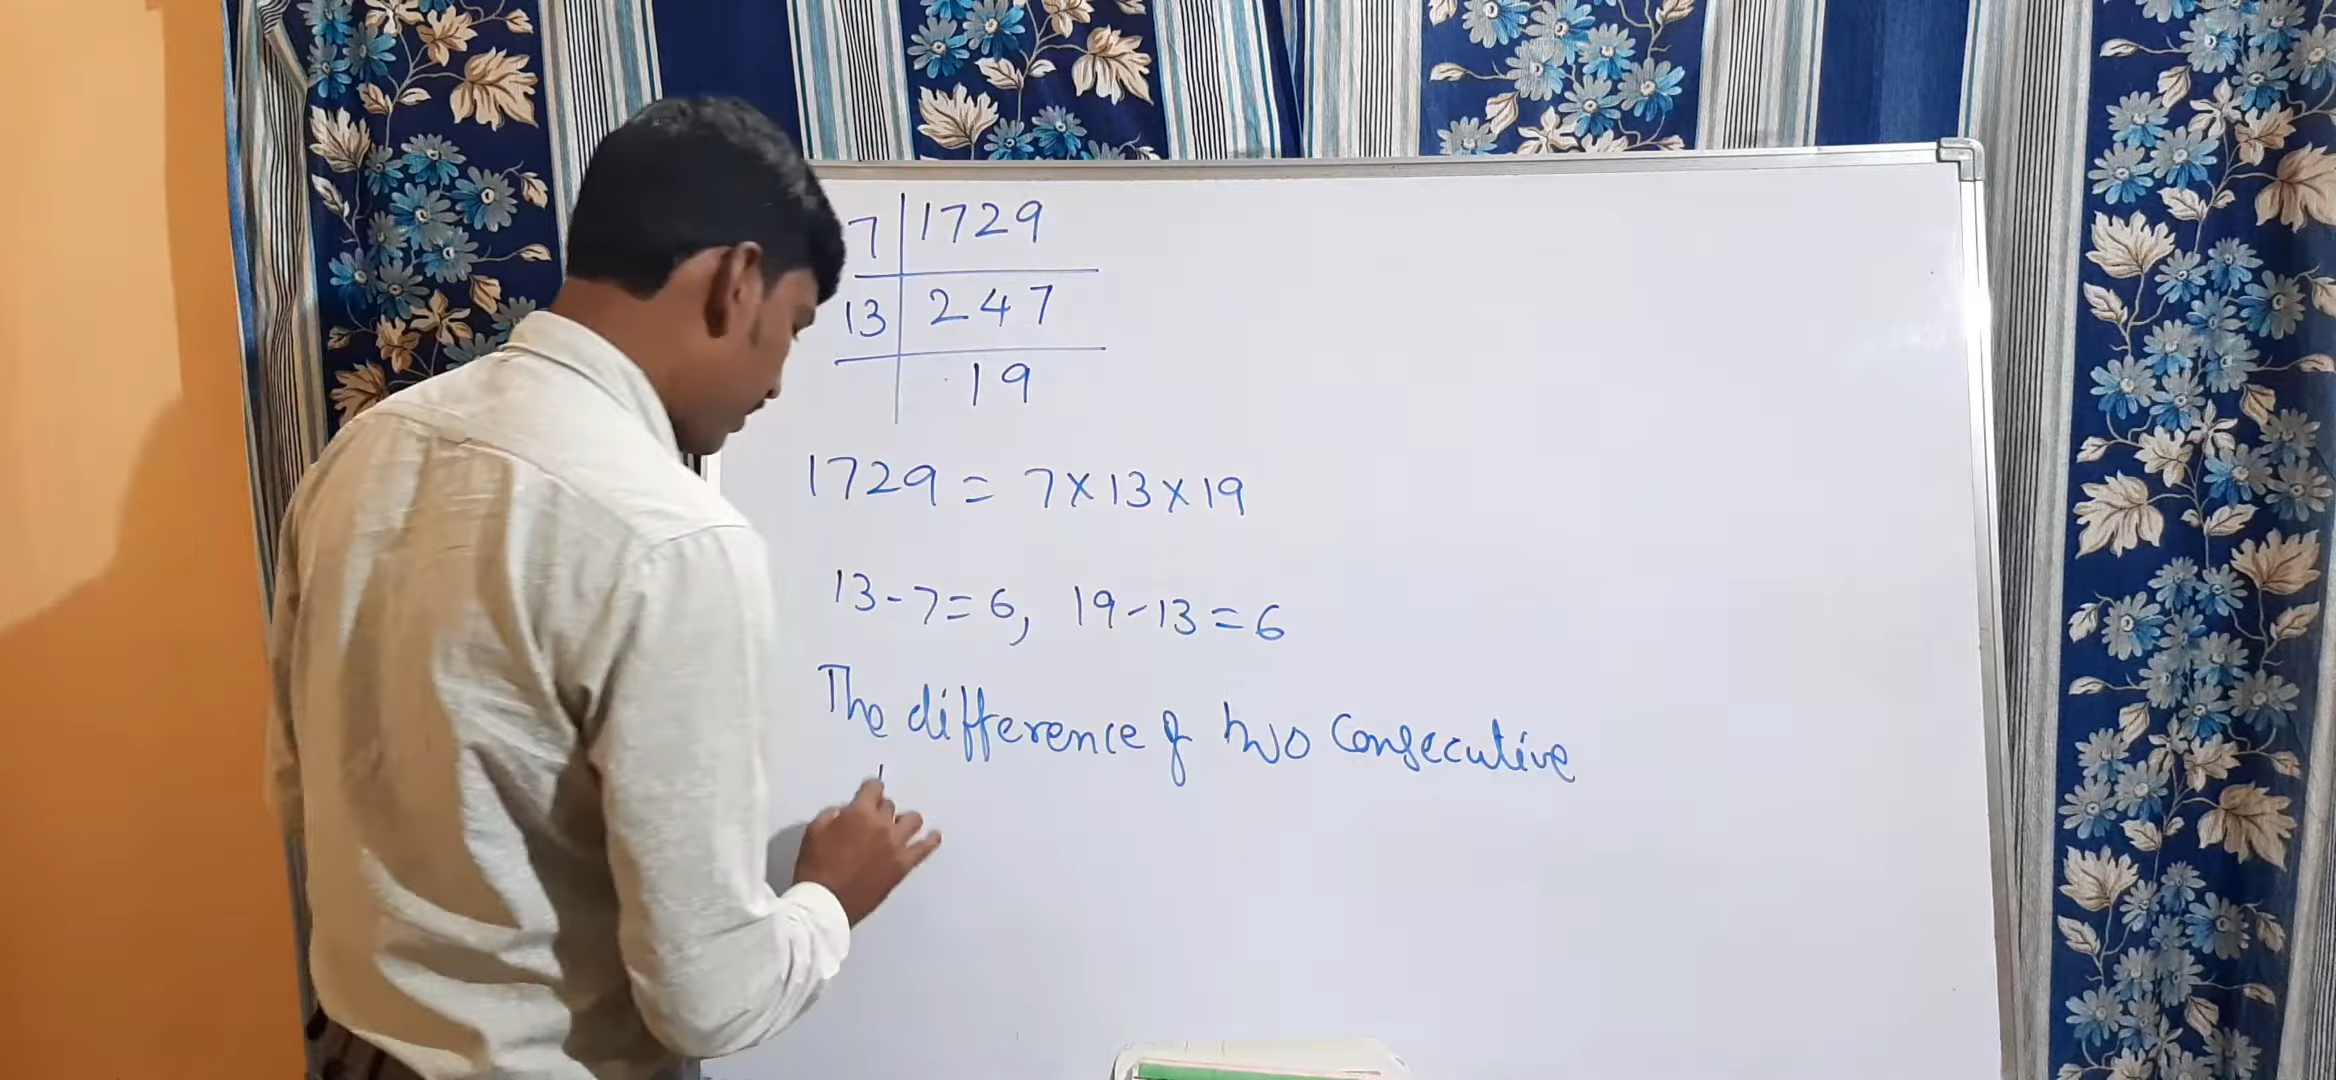 7 | 1729
13 | 247
19
1729 = 7×13×19
13-7=6, 19-13=6
The difference of two Consecutive